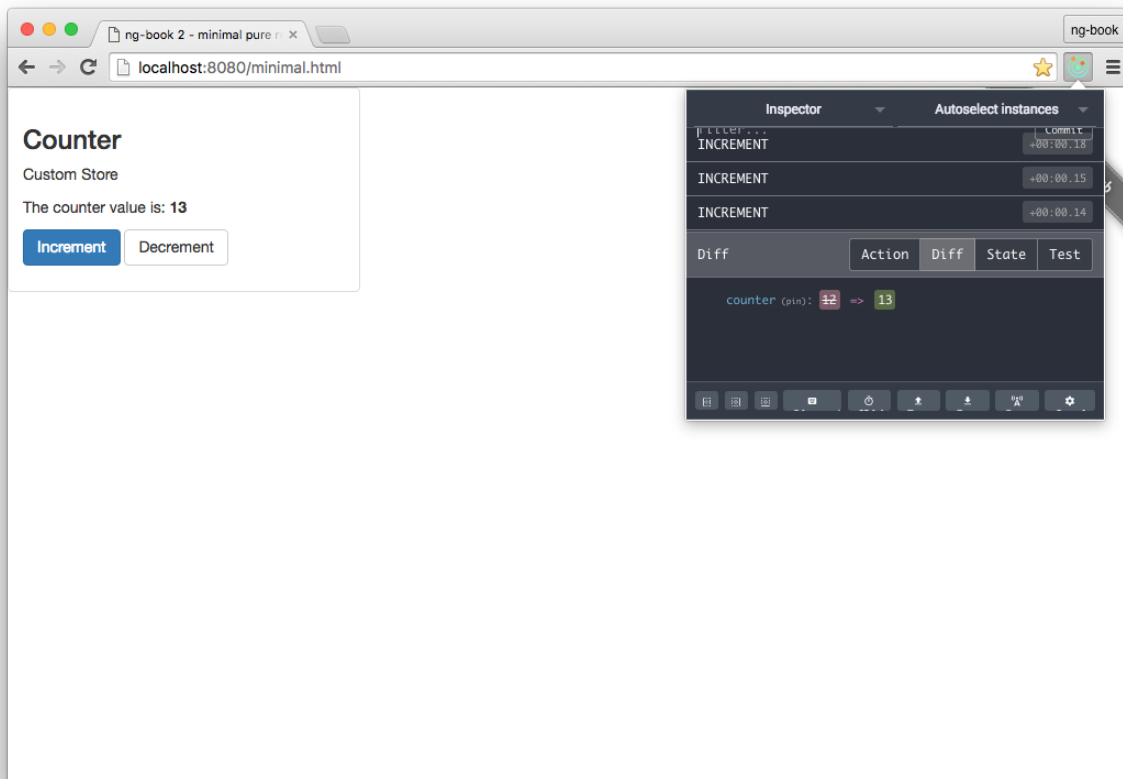 ng-book 2 - minimal pure r
ng-book
localhost:8080/minimal.html
Counter
Custom Store
The counter value is: 13
Increment Decrement
Inspector Autoselect instances
Filter... Commit
INCREMENT +00:00.18
INCREMENT +00:00.15
INCREMENT +00:00.14
Diff Action Diff State Test
counter (pin): 12 => 13